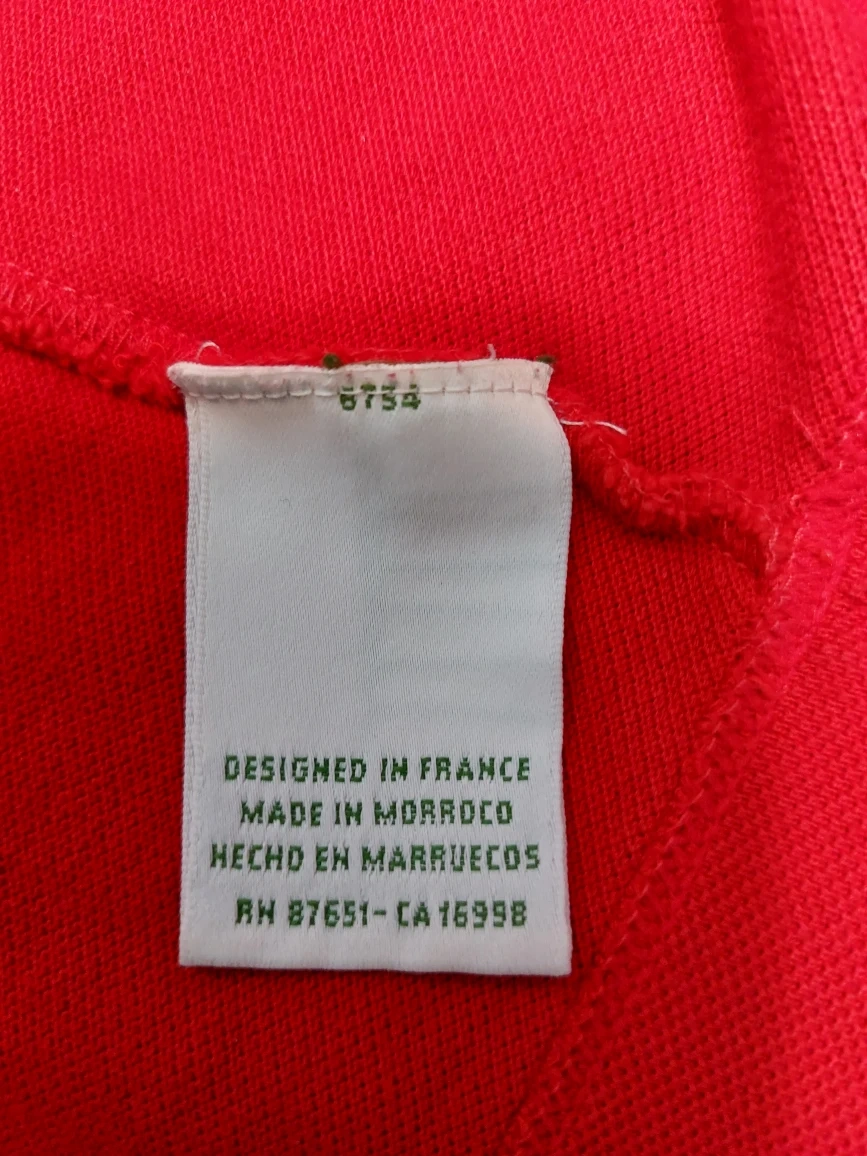 6754
DESIGNED IN FRANCE
MADE IN MORROCO
HECHO EN MARRUECOS
RN 87651-CA 16998